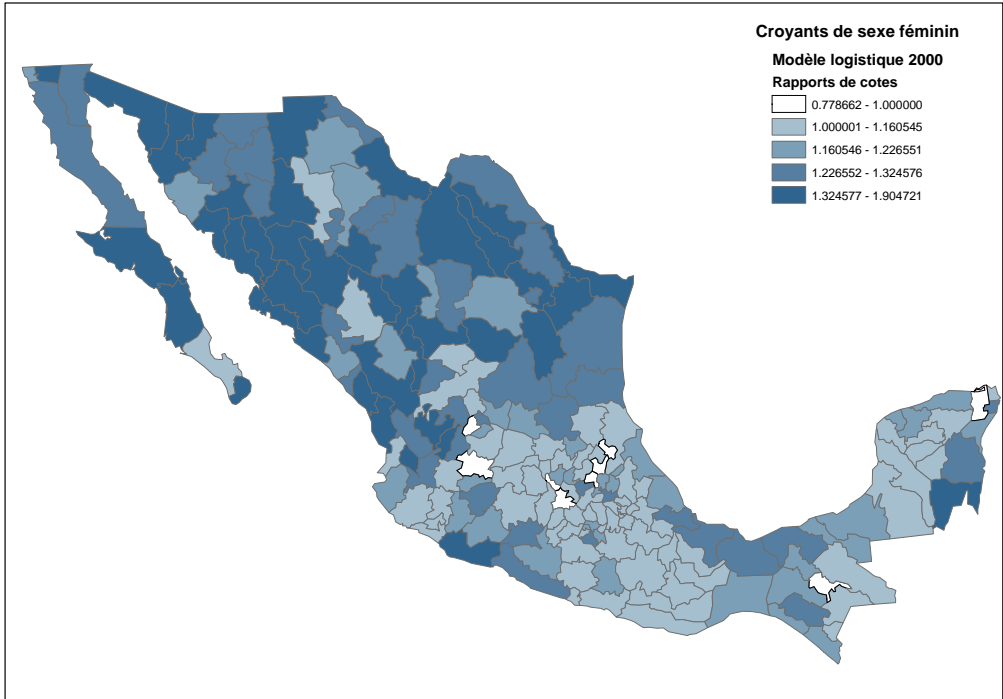 Croyants de sexe féminin
Modèle logistique 2000
Rapports de cotes
0.778662 - 1.000000
1.000001 - 1.160545
1.160546 - 1.226551
1.226552 - 1.324576
1.324577 - 1.904721